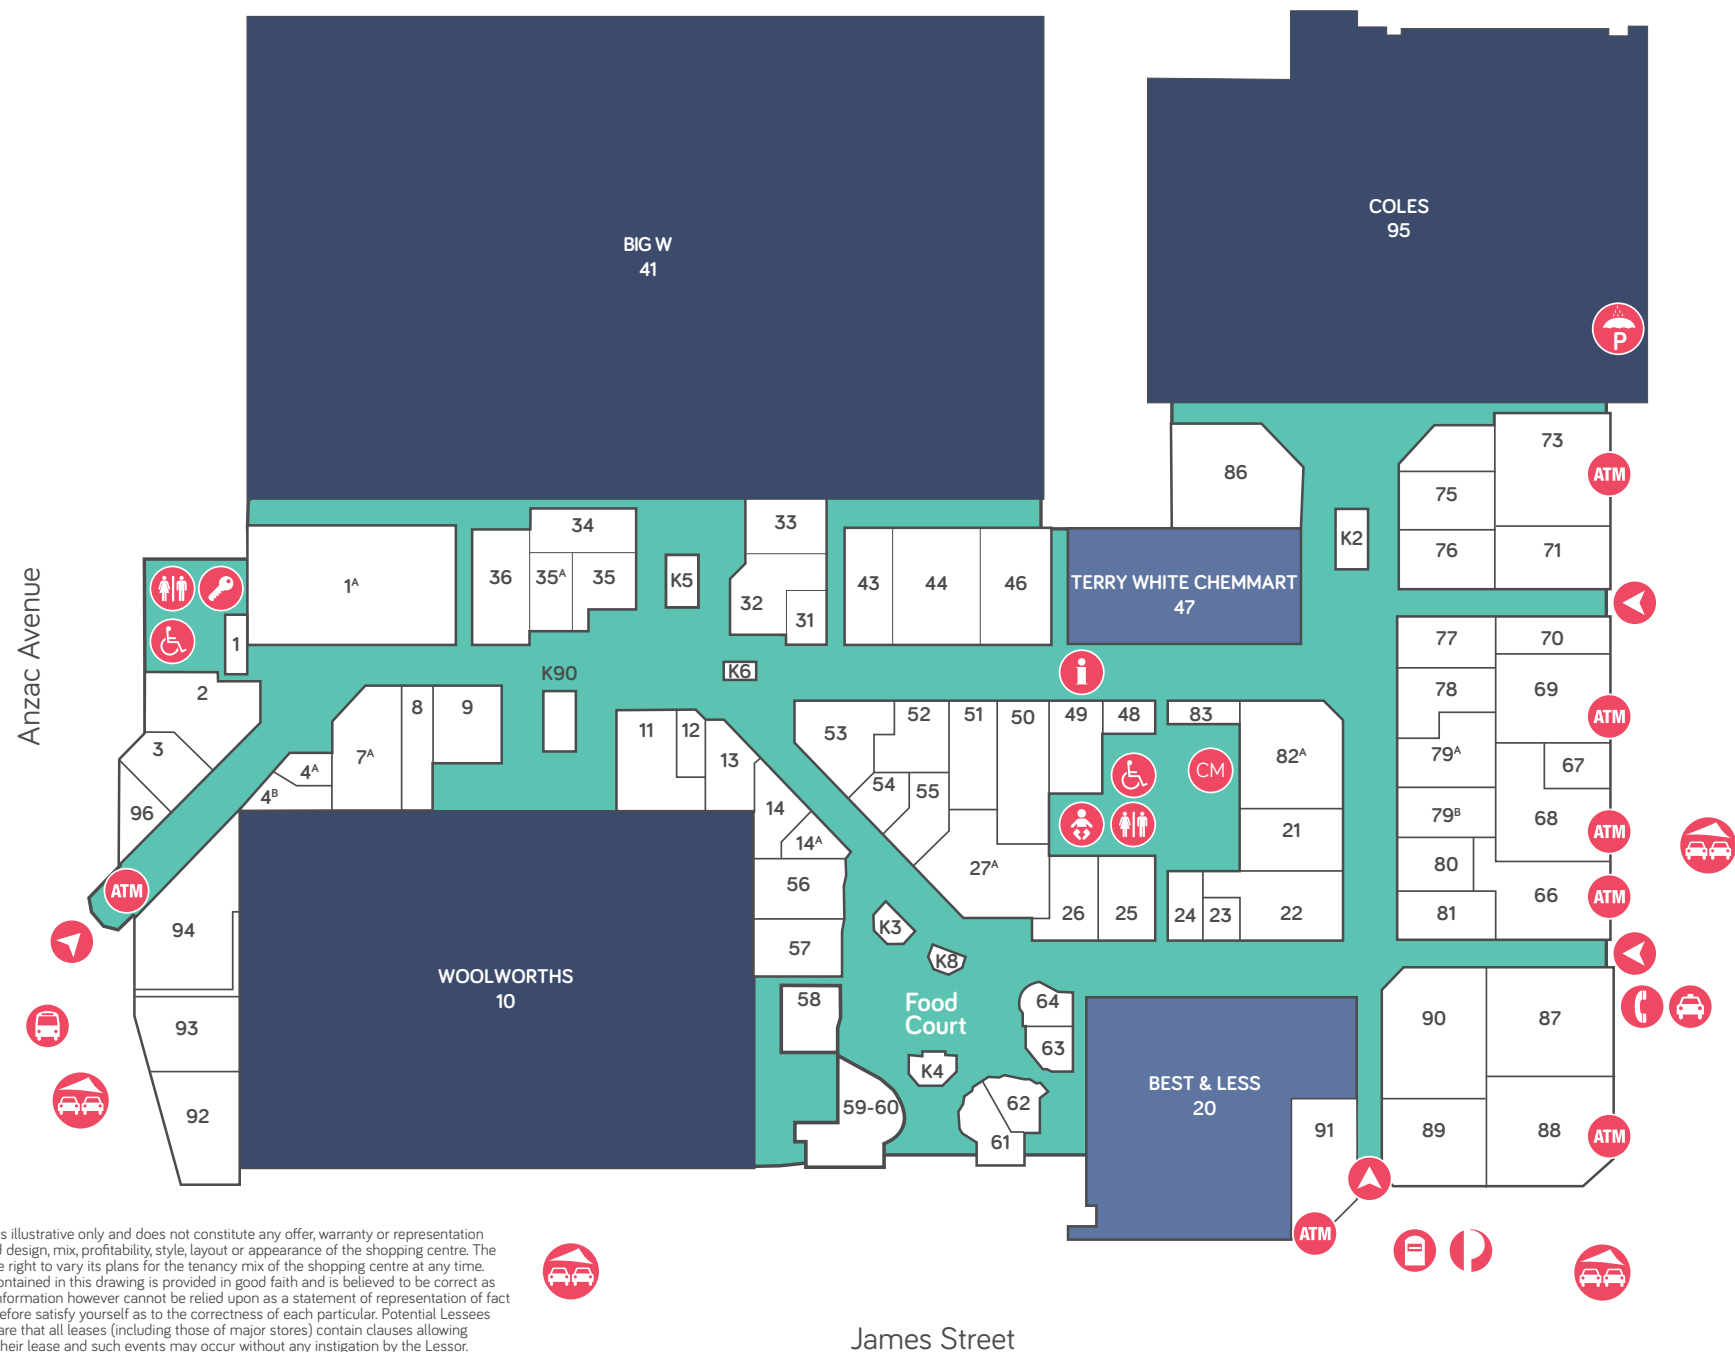 BIG W
41
COLES
95
P
73
ATM
86
75
K2
76
71
33
34
36
35A
35
K5
32
31
43
44
46
TERRY WHITE CHEMMART
47
1A
1
Anzac Avenue
77
70
K90
K6
i
78
69
ATM
2
8
9
7A
3
4A
4B
96
11
12
13
53
52
51
50
49
48
83
82A
CM
79A
67
54
55
14
14A
79B
68
ATM
21
27A
80
56
66
ATM
26
25
24
23
22
81
ATM
94
57
K3
K8
WOOLWORTHS
10
58
Food
Court
64
63
90
87
93
K4
BEST & LESS
20
92
59-60
62
61
91
89
88
ATM
ATM
s illustrative only and does not constitute any offer, warranty or representation
d design, mix, profitability, style, layout or appearance of the shopping centre. The
e right to vary its plans for the tenancy mix of the shopping centre at any time.
ontained in this drawing is provided in good faith and is believed to be correct as
nformation however cannot be relied upon as a statement of representation of fact
efore satisfy yourself as to the correctness of each particular. Potential Lessees
are that all leases (including those of major stores) contain clauses allowing
heir lease and such events may occur without any instigation by the Lessor.
James Street